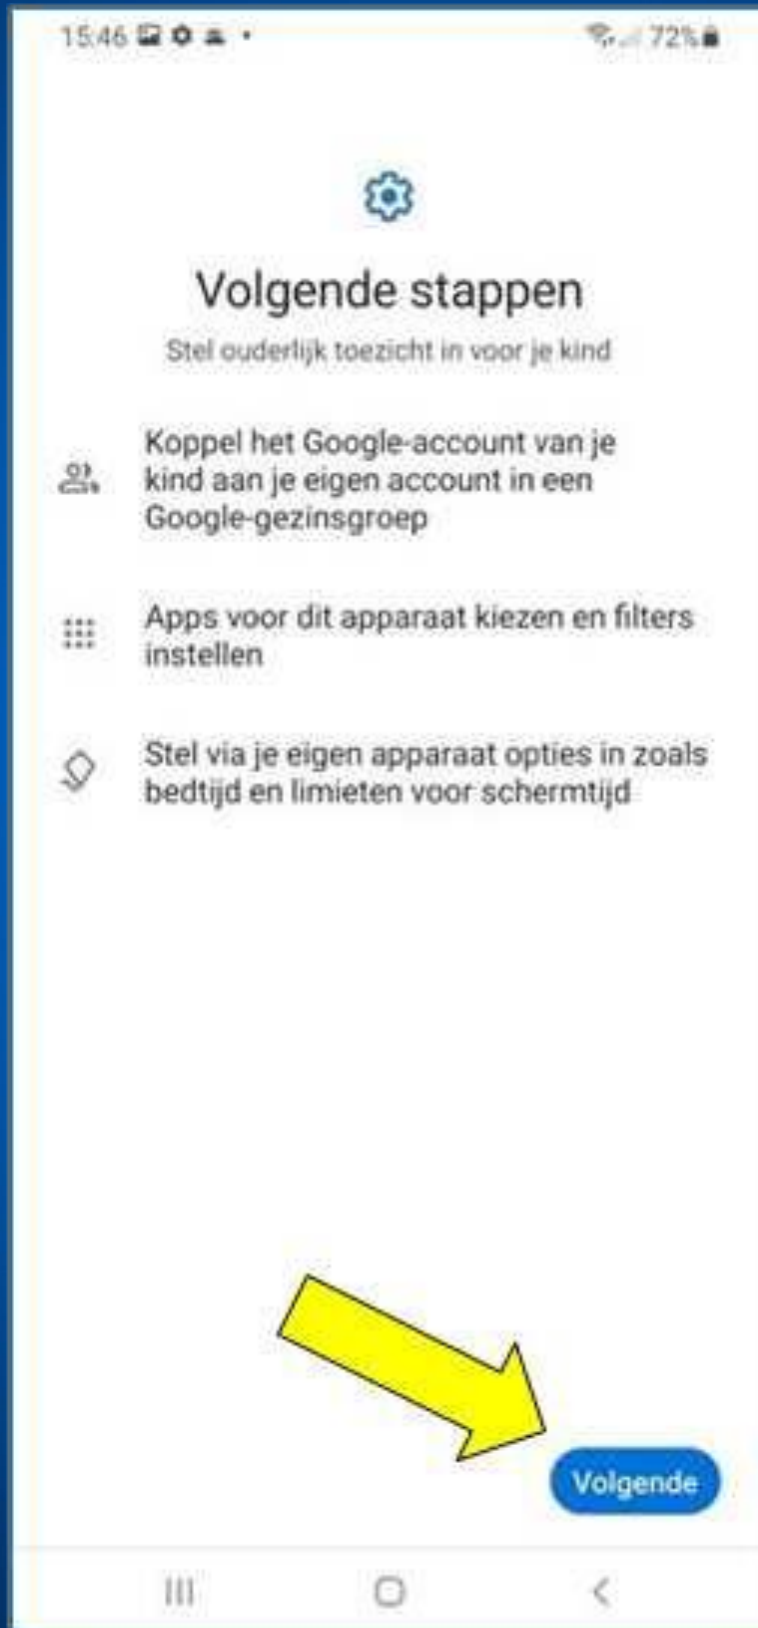 15:46
72%
Volgende stappen
Stel ouderlijk toezicht in voor je kind
Koppel het Google-account van je
kind aan je eigen account in een
Google-gezinsgroep
Apps voor dit apparaat kiezen en filters
instellen
Stel via je eigen apparaat opties in zoals
bedtijd en limieten voor schermtijd
Volgende